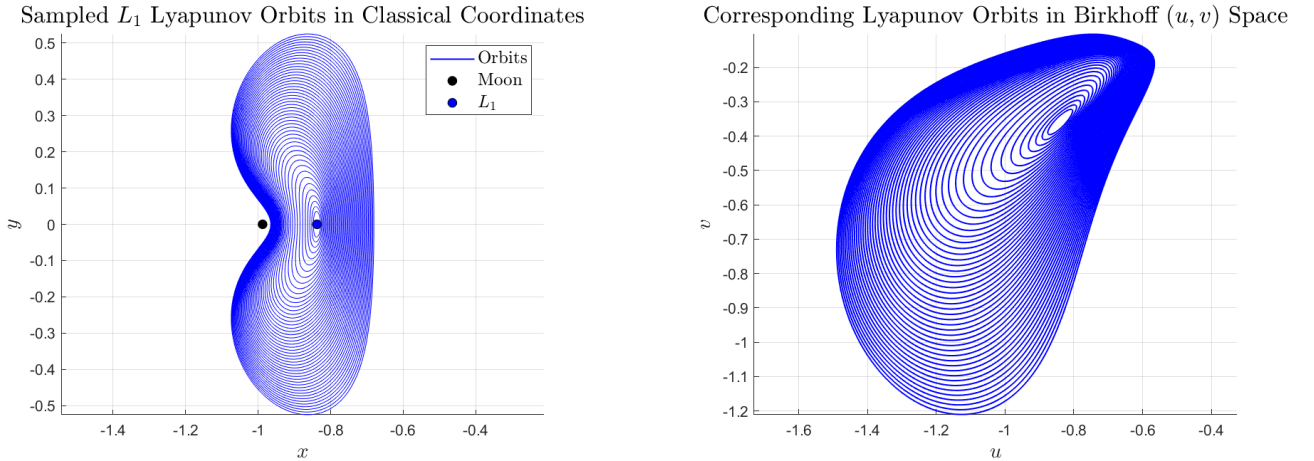 Sampled L₁ Lyapunov Orbits in Classical Coordinates
0.5
0.4
0.3
0.2
0.1
0
-0.1
-0.2
-0.3
-0.4
-0.5
y
-1.4 -1.2 -1 -0.8 -0.6 -0.4
x
Orbits
Moon
L₁
Corresponding Lyapunov Orbits in Birkhoff (u, v) Space
-0.2
-0.3
-0.4
-0.5
-0.6
-0.7
-0.8
-0.9
-1
-1.1
-1.2
v
-1.6 -1.4 -1.2 -1 -0.8 -0.6 -0.4
u